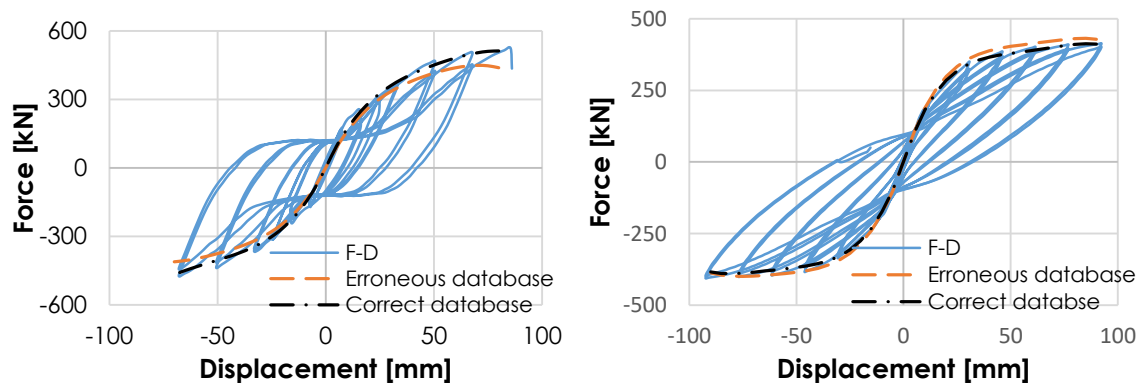 600
300
0
-300
-600
-100
-50
0
50
100
Force [kN]
Displacement [mm]
F-D
Erroneous database
Correct database
500
250
0
-250
-500
-100
-50
0
50
100
Force [kN]
Displacement [mm]
F-D
Erroneous database
Correct databse